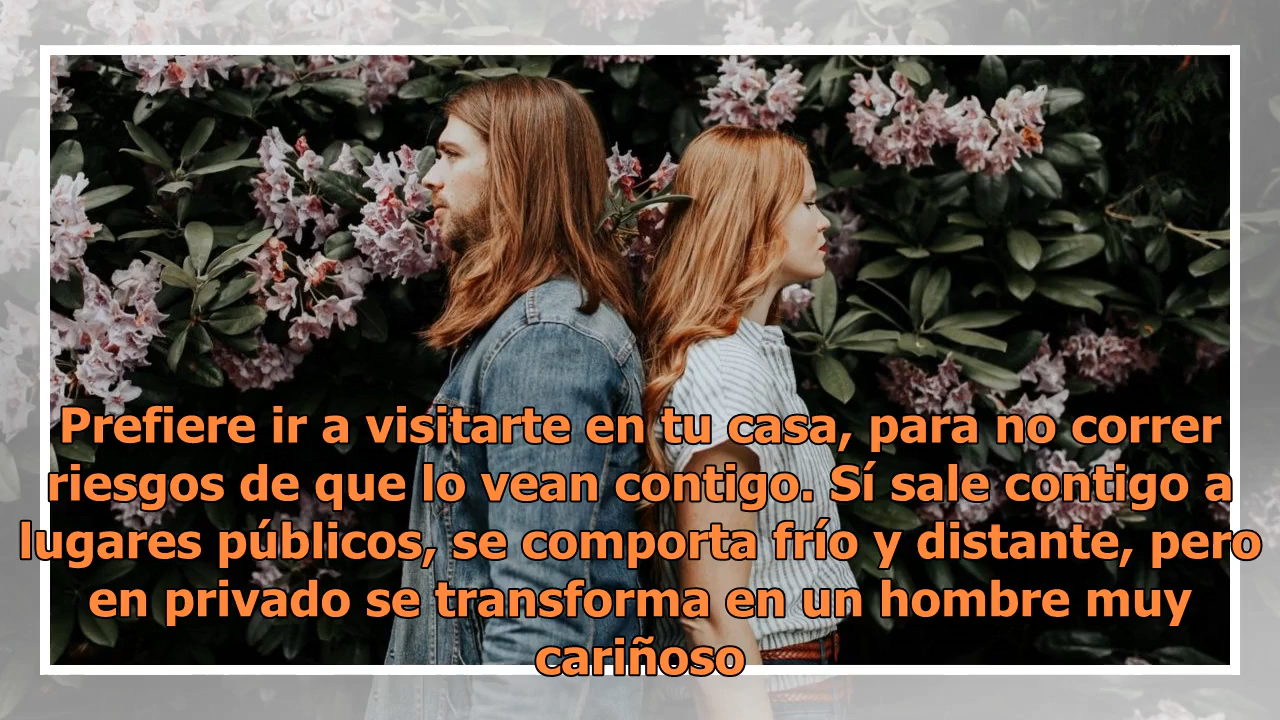 Prefiere ir a visitarte en tu casa, para no correr
riesgos de que lo vean contigo. Sí sale contigo a
lugares públicos, se comporta frío y distante, pero
en privado se transforma en un hombre muy
cariñoso